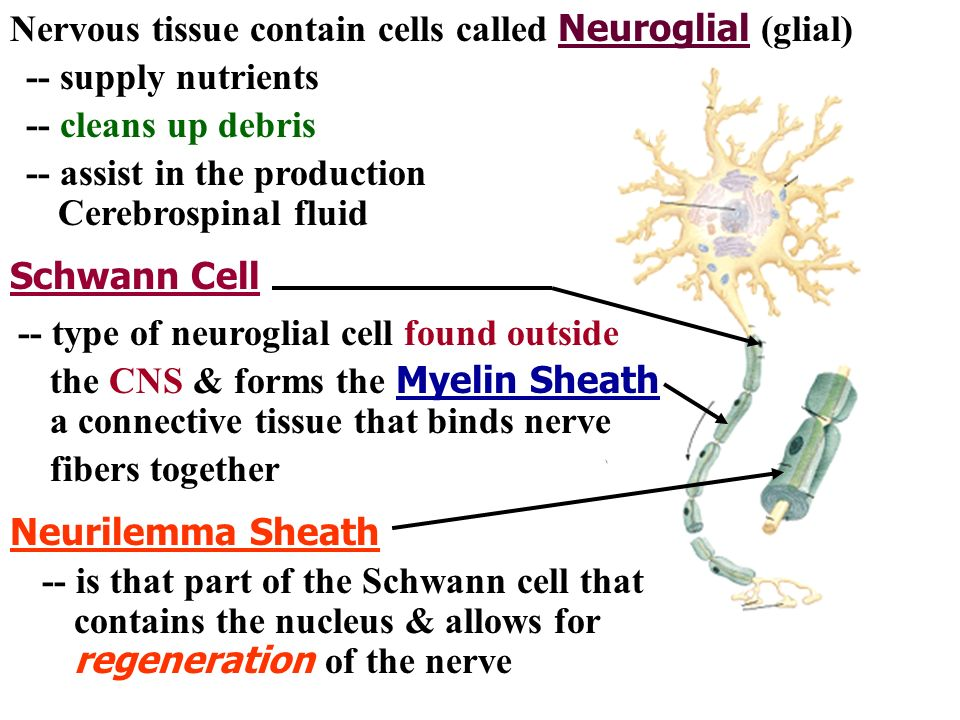 Nervous tissue contain cells called Neuroglial (glial)
-- supply nutrients
-- cleans up debris
-- assist in the production
Cerebrospinal fluid
Schwann Cell
-- type of neuroglial cell found outside
the CNS & forms the Myelin Sheath
a connective tissue that binds nerve
fibers together
Neurilemma Sheath
-- is that part of the Schwann cell that
contains the nucleus & allows for
regeneration of the nerve